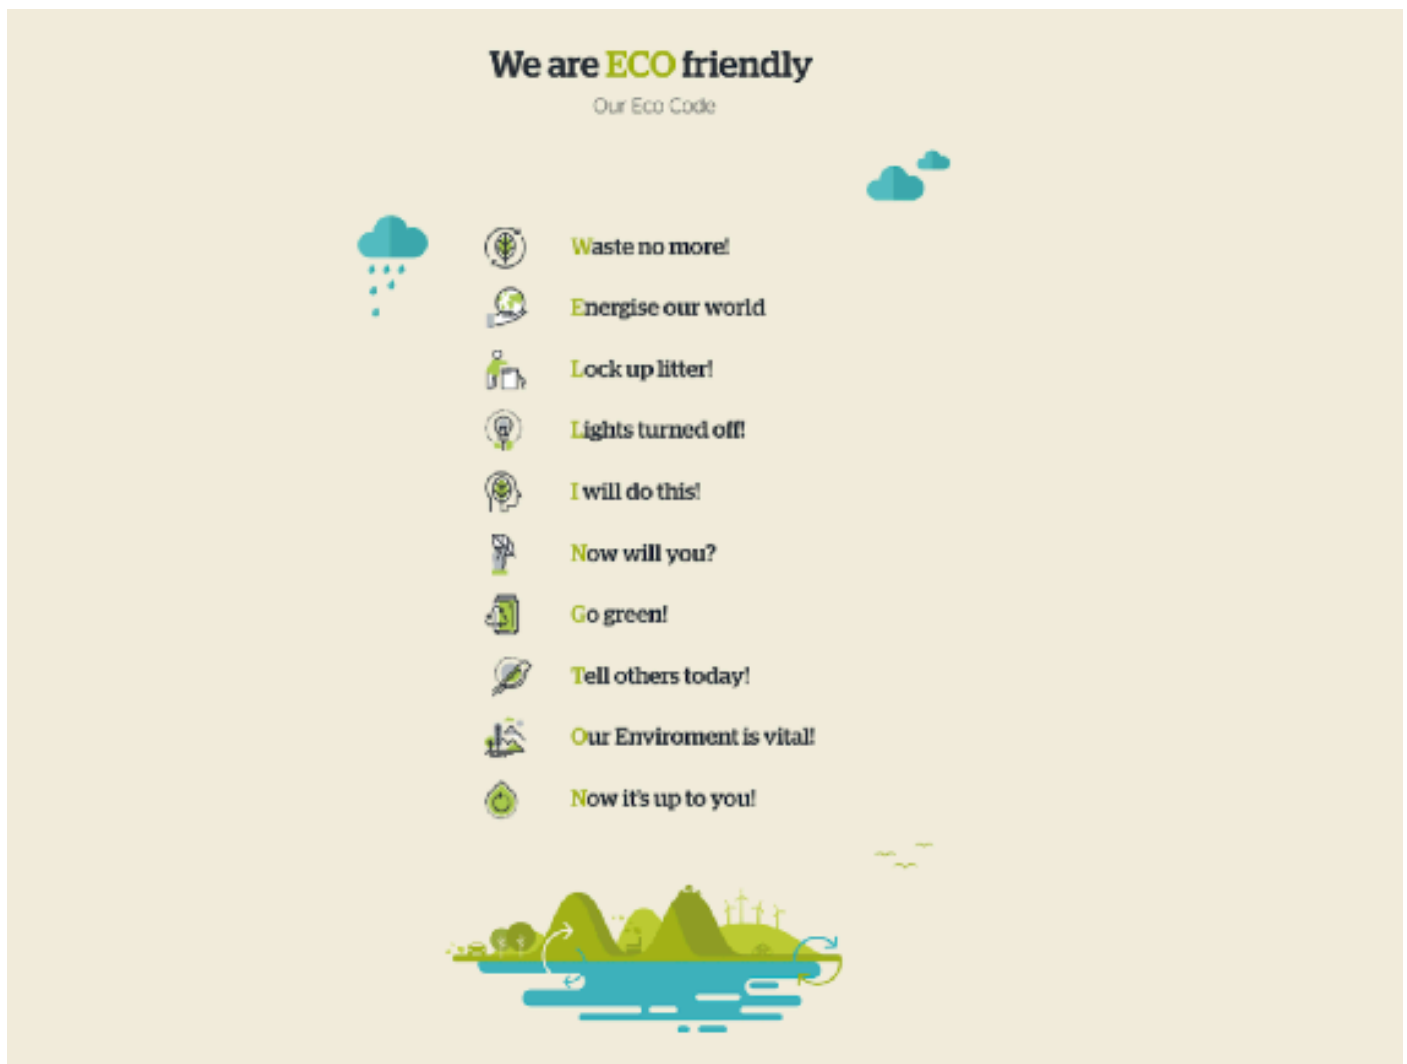 We are ECO friendly
Our Eco Code
Waste no more!
Energise our world
Lock up litter!
Lights turned off!
I will do this!
Now will you?
Go green!
Tell others today!
Our Enviroment is vital!
Now it's up to you!